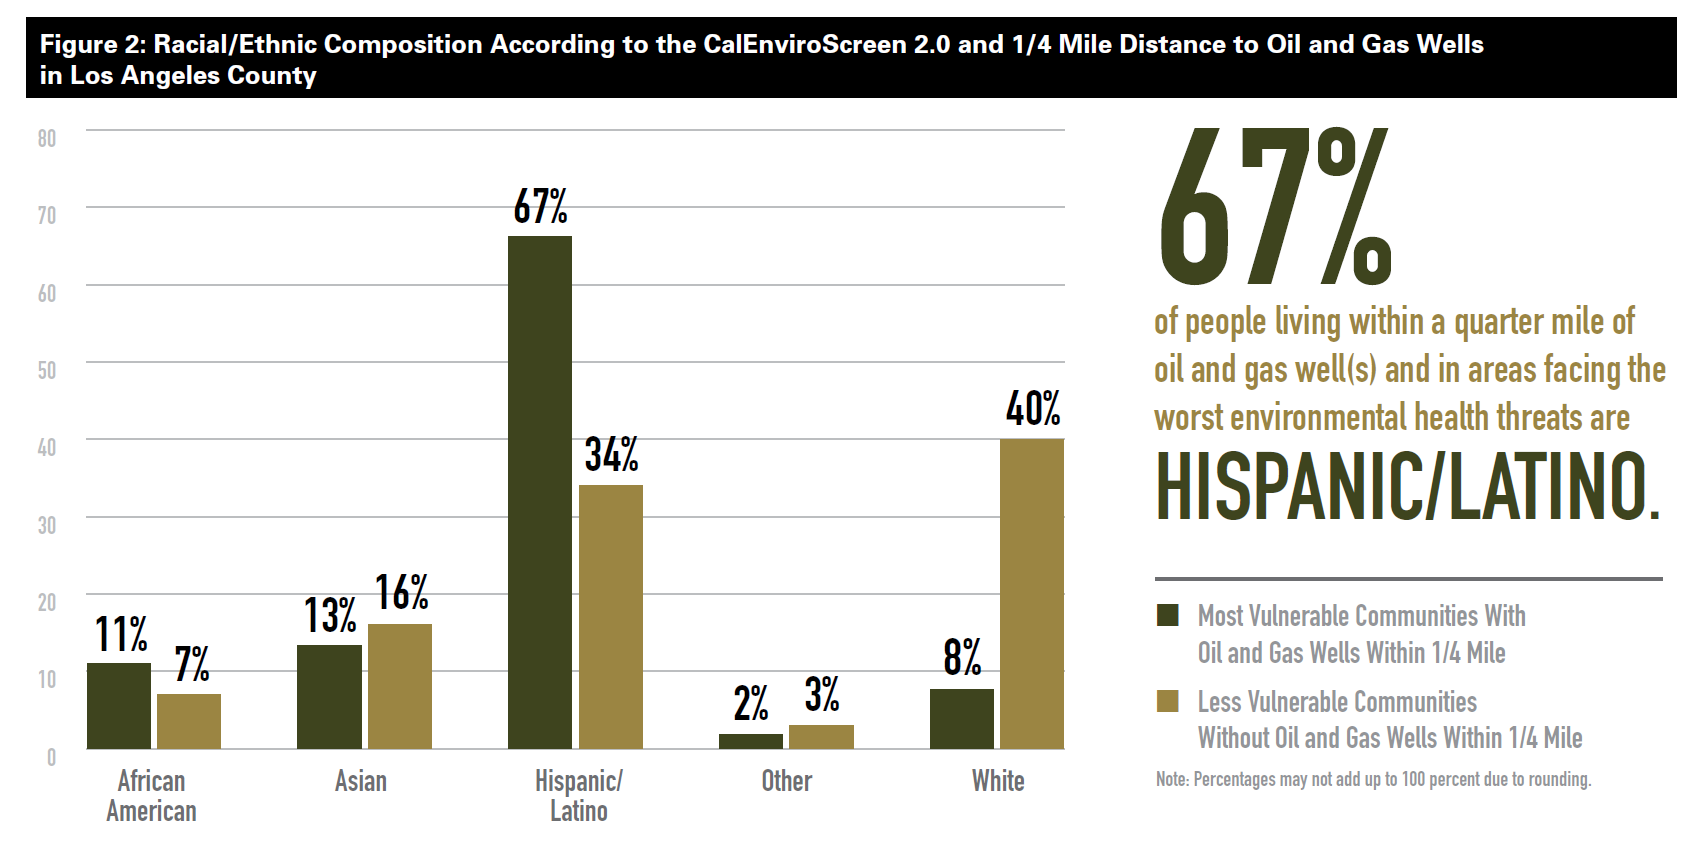 Figure 2: Racial/Ethnic Composition According to the CalEnviroScreen 2.0 and 1/4 Mile Distance to Oil and Gas Wells
in Los Angeles County
80
70
60
50
40
30
20
10
0
11%
7%
13%
16%
67%
34%
2%
3%
8%
40%
African
American
Asian
Hispanic/
Latino
Other
White
67%
of people living within a quarter mile of
oil and gas well(s) and in areas facing the
worst environmental health threats are
HISPANIC/LATINO.
Most Vulnerable Communities With
Oil and Gas Wells Within 1/4 Mile
Less Vulnerable Communities
Without Oil and Gas Wells Within 1/4 Mile
Note: Percentages may not add up to 100 percent due to rounding.